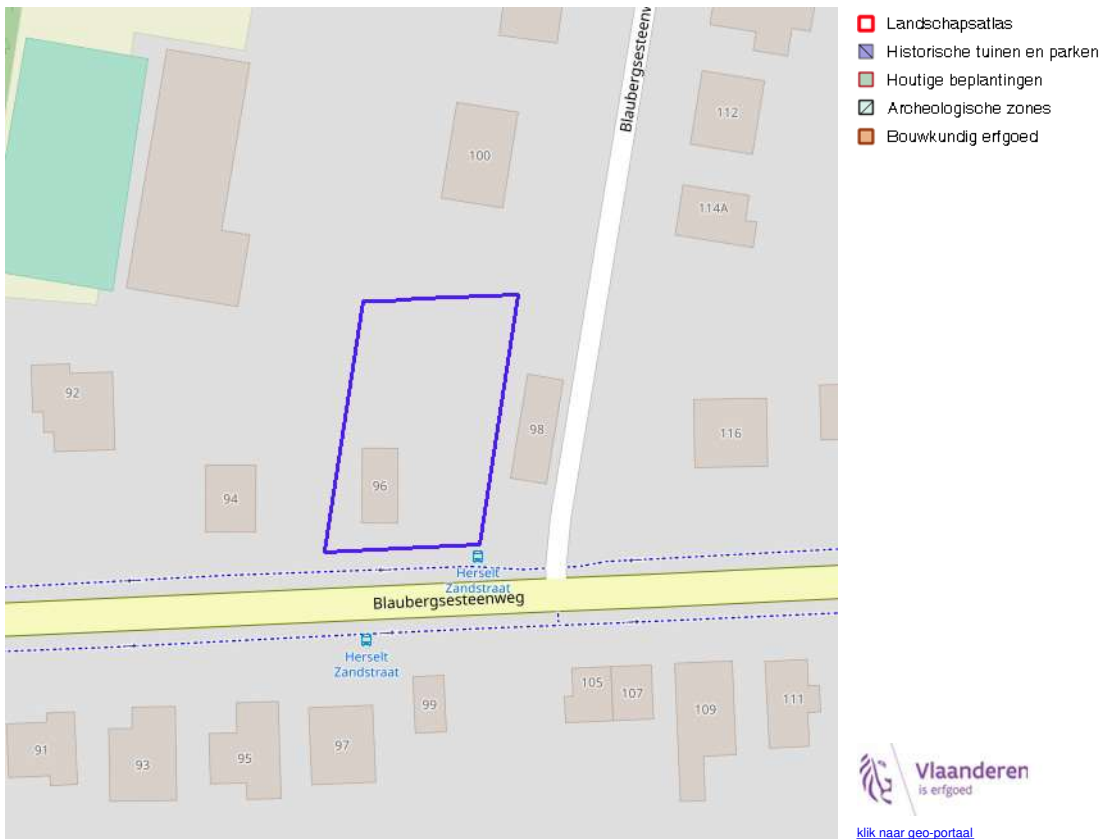 Landschapsatlas
Historische tuinen en parken
Houtige beplantingen
Archeologische zones
Bouwkundig erfgoed
Blaubergsesteenw
112
100
114A
92
98
116
96
94
Herselt
Zandstraat
Blaubergsesteenweg
Herselt
Zandstraat
105
107
99
109
111
97
91
93
95
Vlaanderen
is erfgoed
klik naar geo-portaal